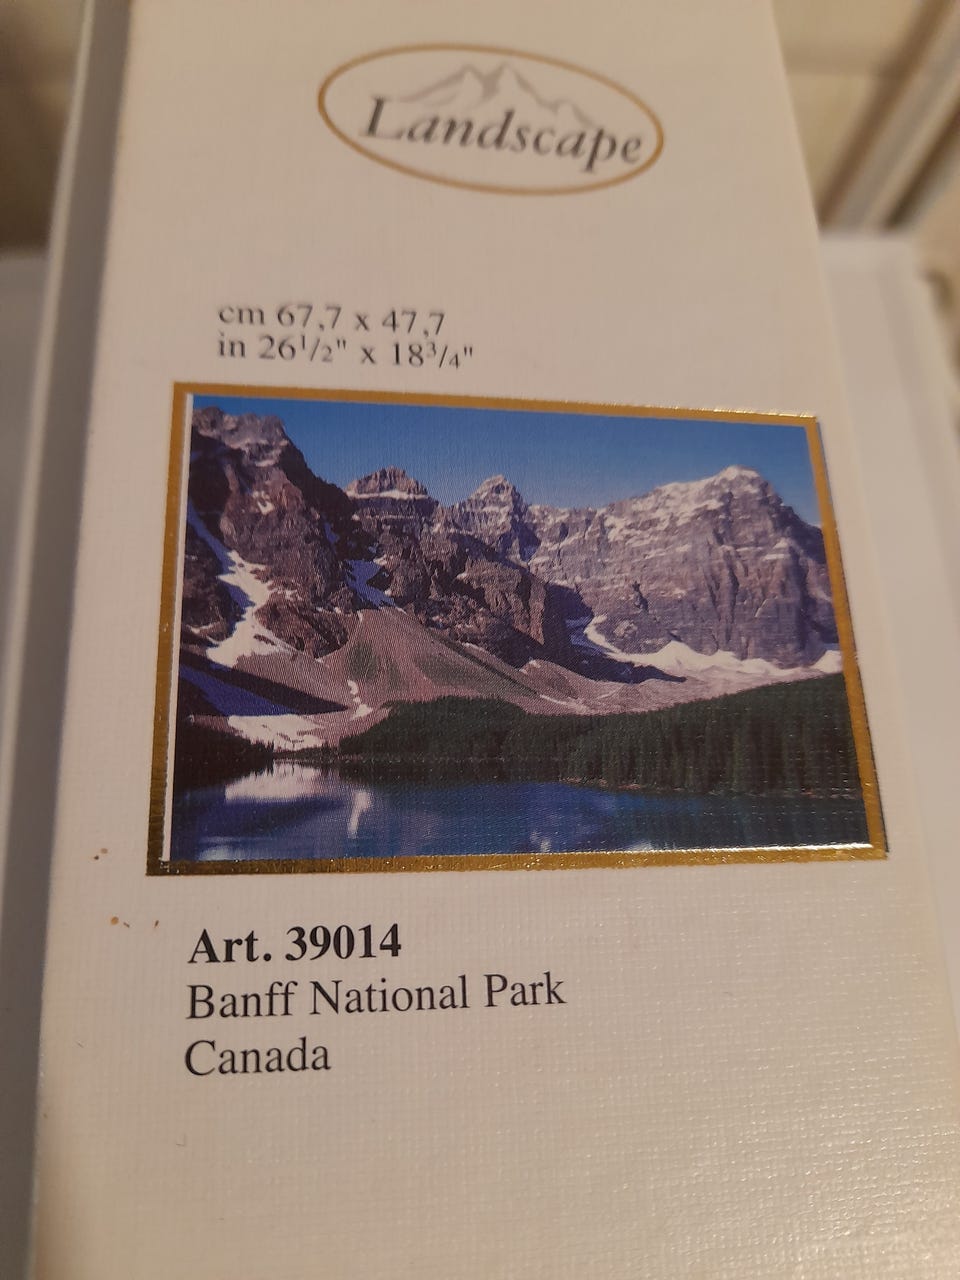 Landscape
cm 67,7 x 47,7
in 26¹/₂" x 18³/₄"
Art. 39014
Banff National Park
Canada